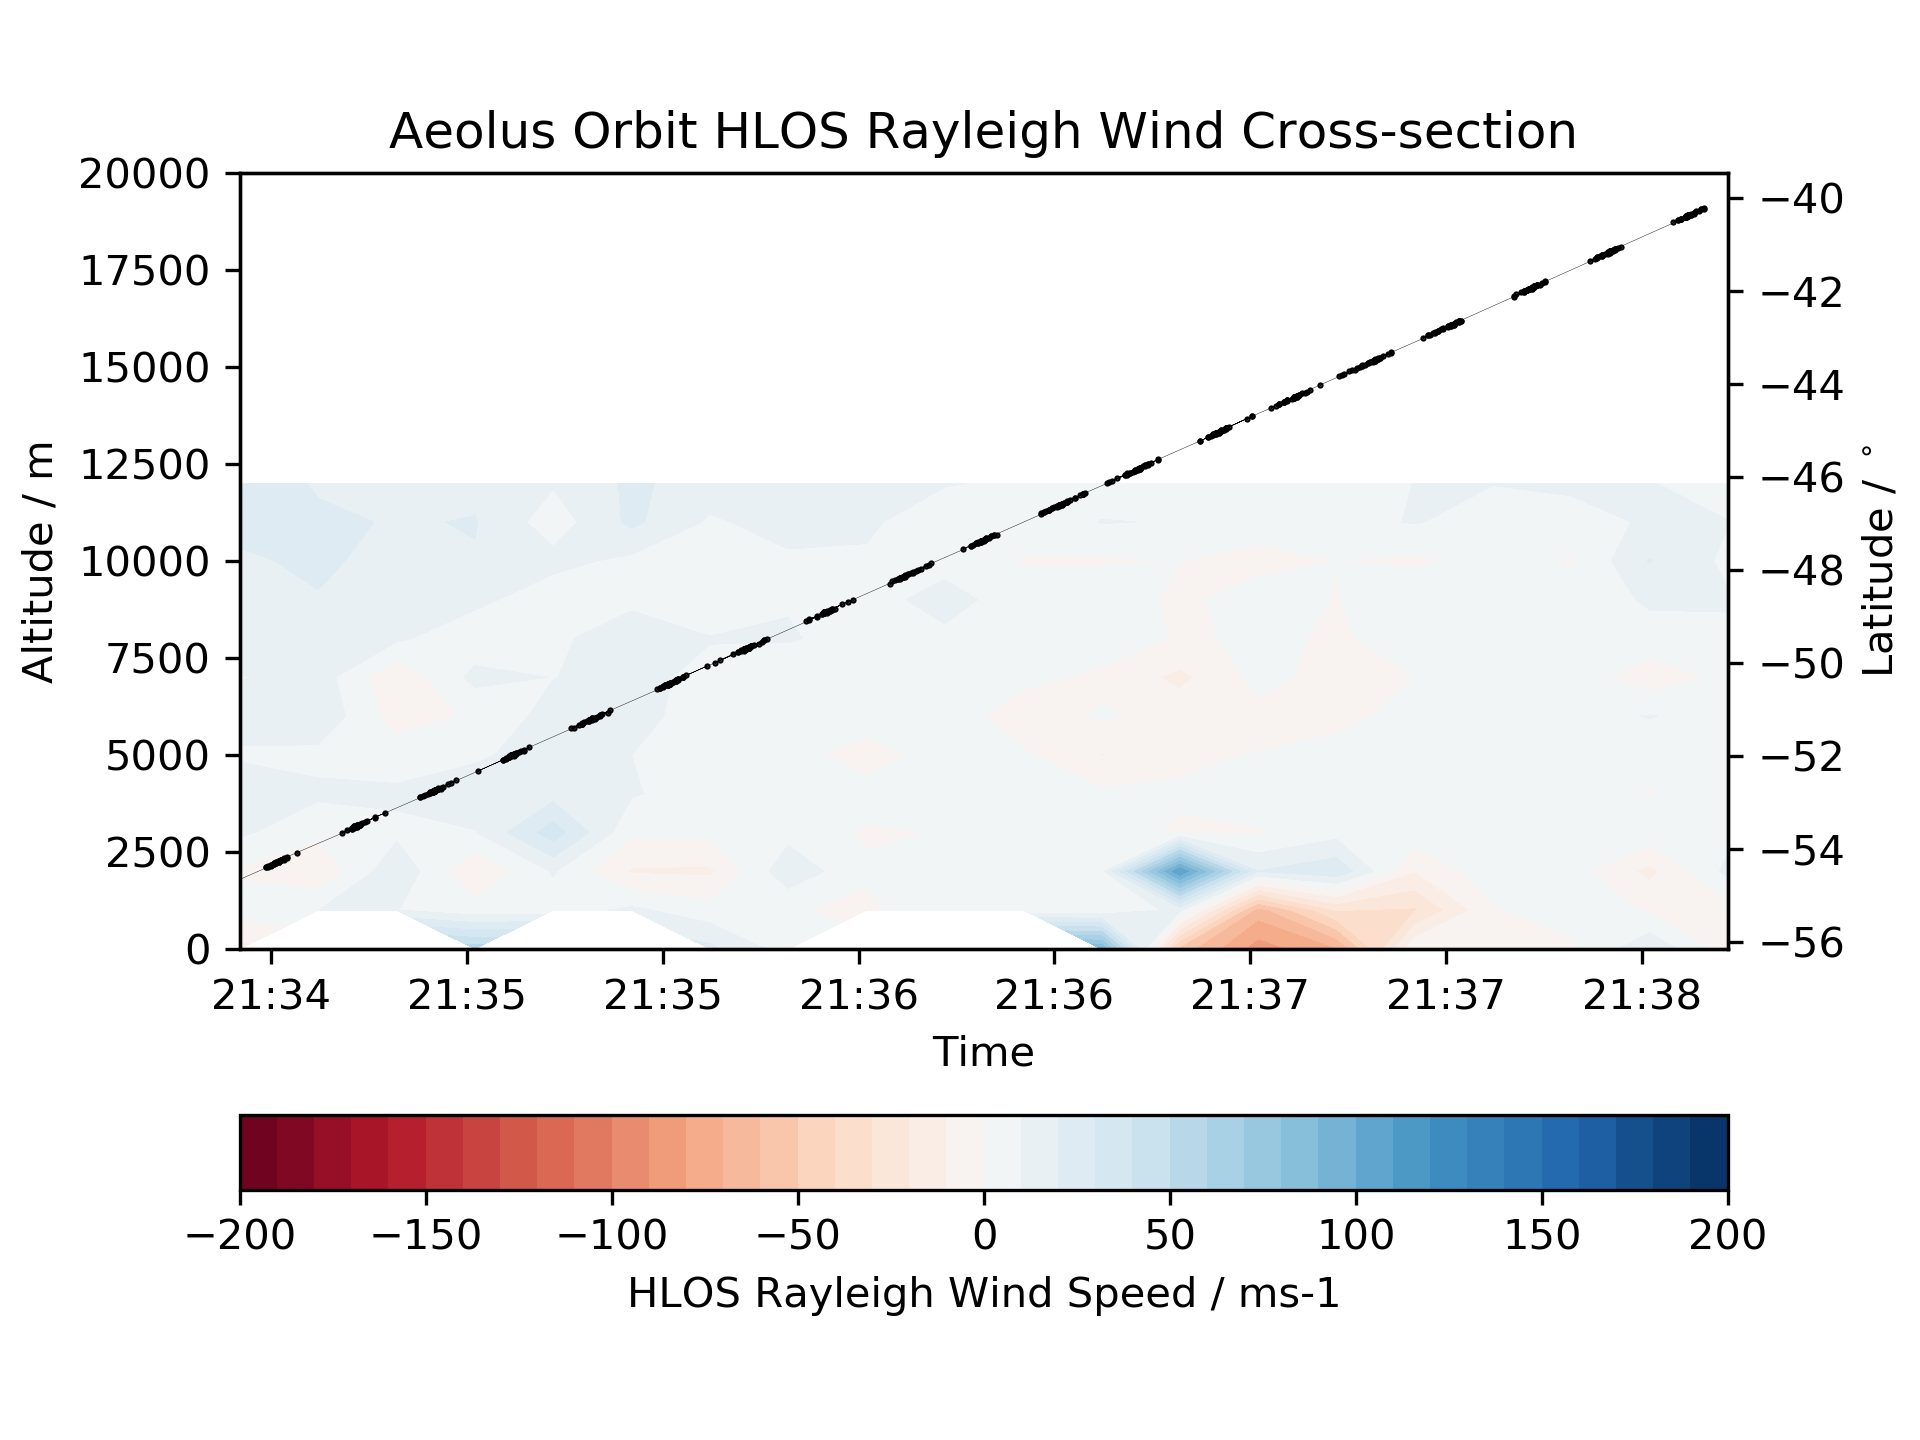 Aeolus Orbit HLOS Rayleigh Wind Cross-section
20000
17500
15000
12500
10000
7500
5000
2500
0
Altitude / m
−40
−42
−44
−46
−48
−50
−52
−54
−56
Latitude / °
21:34 21:35 21:35 21:36 21:36 21:37 21:37 21:38
Time
−200 −150 −100 −50 0 50 100 150 200
HLOS Rayleigh Wind Speed / ms-1